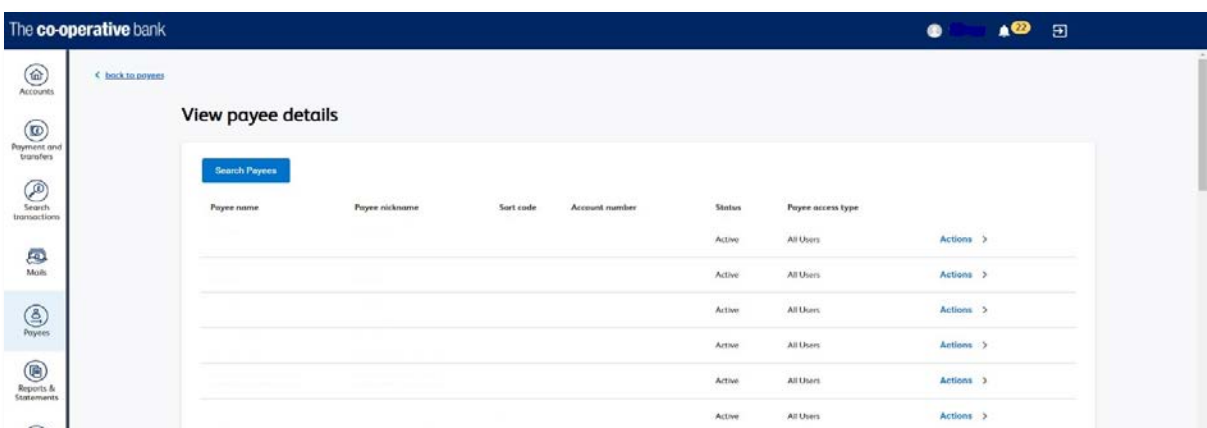 The co-operative bank
22
Accounts
Payment and
transfers
Search
transactions
Mails
Payees
Reports &
Statements
back to payees
View payee details
Search Payees
Payee name Payee nickname Sort code Account number Status Payee access type
Active All Users Actions
Active All Users Actions
Active All Users Actions
Active All Users Actions
Active All Users Actions
Active All Users Actions